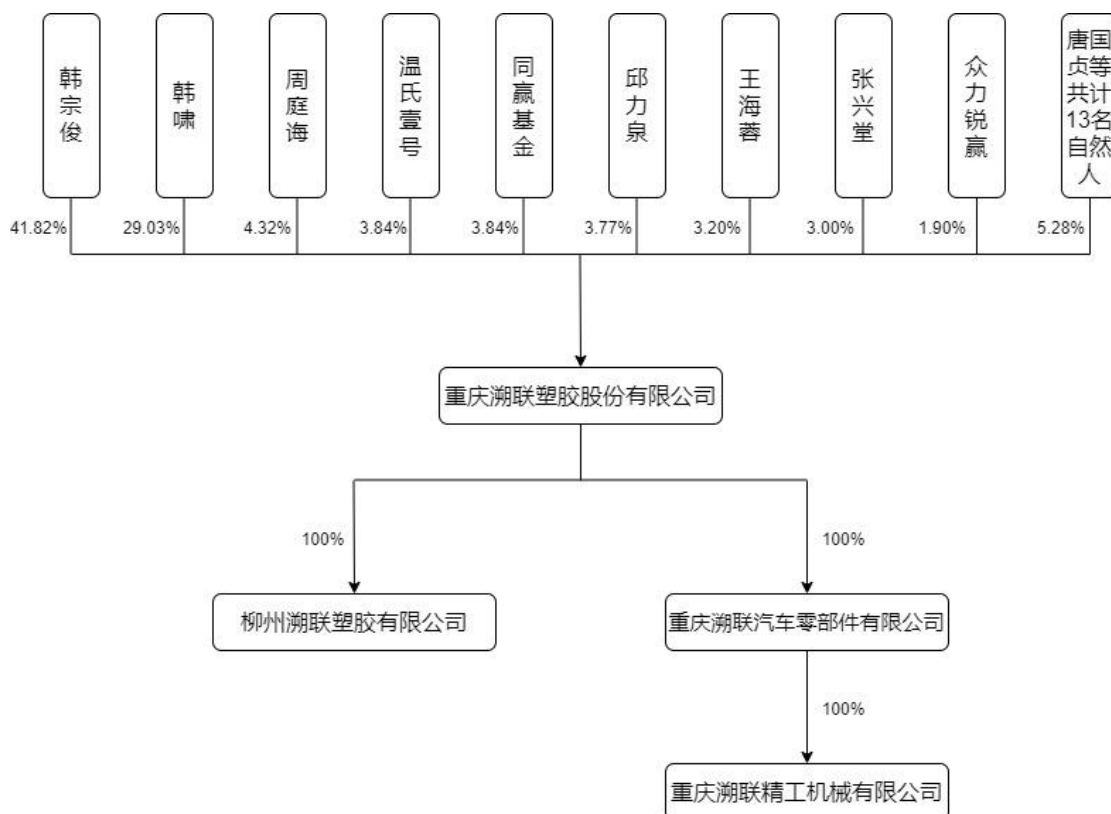 韩宗俊
韩啸
周庭诲
温氏壹号
同赢基金
邱力泉
王海蓉
张兴堂
众力锐赢
唐国
贞等
共计
13名
自然
人
41.82%
29.03%
4.32%
3.84%
3.84%
3.77%
3.20%
3.00%
1.90%
5.28%
重庆溯联塑胶股份有限公司
100%
100%
柳州溯联塑胶有限公司
重庆溯联汽车零部件有限公司
100%
重庆溯联精工机械有限公司